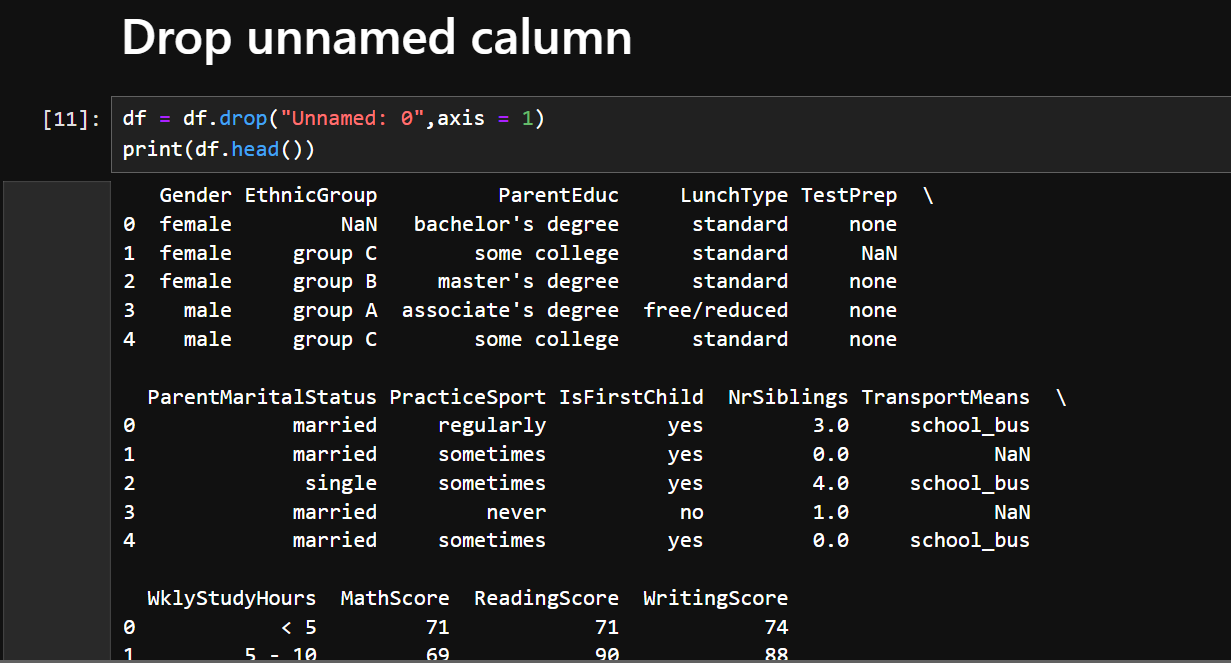 Drop unnamed calumn
[11]: df = df.drop("Unnamed: 0",axis = 1)
print(df.head())
   Gender EthnicGroup          ParentEduc     LunchType TestPrep  \
0  female         NaN   bachelor's degree      standard     none
1  female     group C        some college      standard      NaN
2  female     group B     master's degree      standard     none
3    male     group A  associate's degree  free/reduced     none
4    male     group C        some college      standard     none
  ParentMaritalStatus PracticeSport IsFirstChild  NrSiblings TransportMeans  \
0             married     regularly          yes         3.0     school_bus
1             married     sometimes          yes         0.0            NaN
2              single     sometimes          yes         4.0     school_bus
3             married         never           no         1.0            NaN
4             married     sometimes          yes         0.0     school_bus
  WklyStudyHours  MathScore  ReadingScore  WritingScore
0            < 5         71            71            74
1         5 - 10         69            90            88